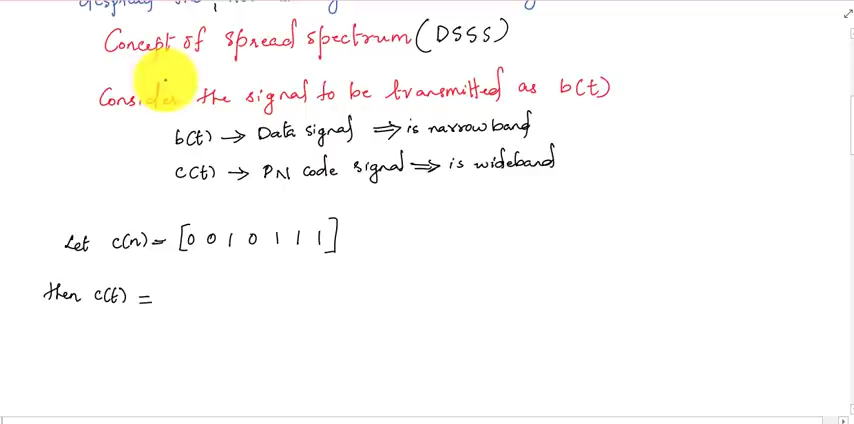 Concept of spread spectrum (DSSS)
Consider the signal to be transmitted as b(t)
b(t) → Data signal ⇒ is narrowband
c(t) → PN code signal ⇒ is wideband
Let c(n) = [0 0 1 0 1 1 1]
then c(t) =